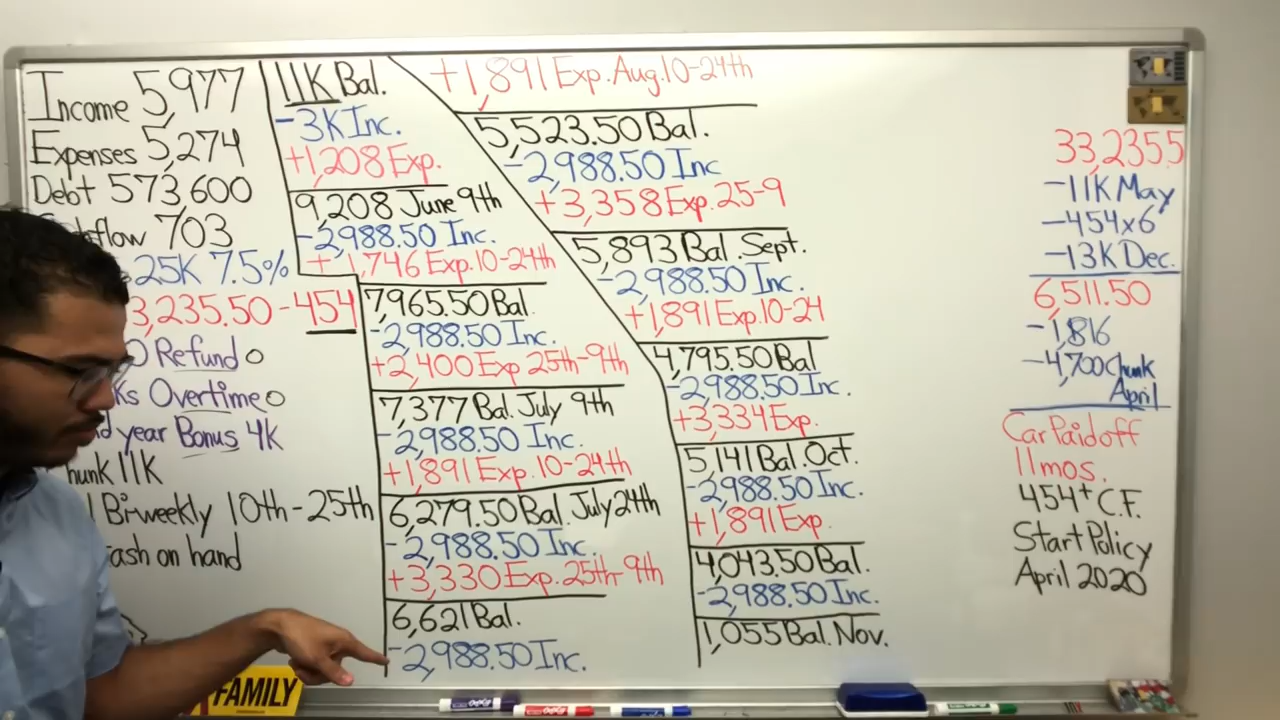 Income 5,977
Expenses 5,274
Debt 573,600
flow 703
25K 7.5%
3,235.50 - 454
Refund
Overtime
year Bonus 4K
hunk 11K
Bi-weekly 10th-25th
ash on hand
FAMILY
11K Bal.
-3K Inc.
+1,208 Exp.
9,208 June 9th
-2988.50 Inc.
+1,746 Exp. 10-24th
7,965.50 Bal
-2988.50 Inc.
+2,400 Exp 25th-9th
7,377 Bal. July 9th
-2,988.50 Inc.
+1,891 Exp. 10-24th
6,279.50 Bal. July 24th
-2,988.50 Inc.
+3,330 Exp. 25th-9th
6,621 Bal.
-2,988.50 Inc.
+1,891 Exp. Aug. 10-24th
5,523.50 Bal.
-2,988.50 Inc
+3,358 Exp. 25-9
5,893 Bal. Sept.
-2,988.50 Inc.
+1,891 Exp. 10-24
4,795.50 Bal
-2,988.50 Inc.
+3,334 Exp.
5,141 Bal. Oct.
-2,988.50 Inc.
+1,891 Exp.
4,043.50 Bal.
-2,988.50 Inc.
1,055 Bal. Nov.
33,235.5
-11K May
-454x6
-13K Dec.
6,511.50
-1,816
-4,700 Chunk
April
Car Paid off
11mos.
454+ C.F.
Start Policy
April 2020